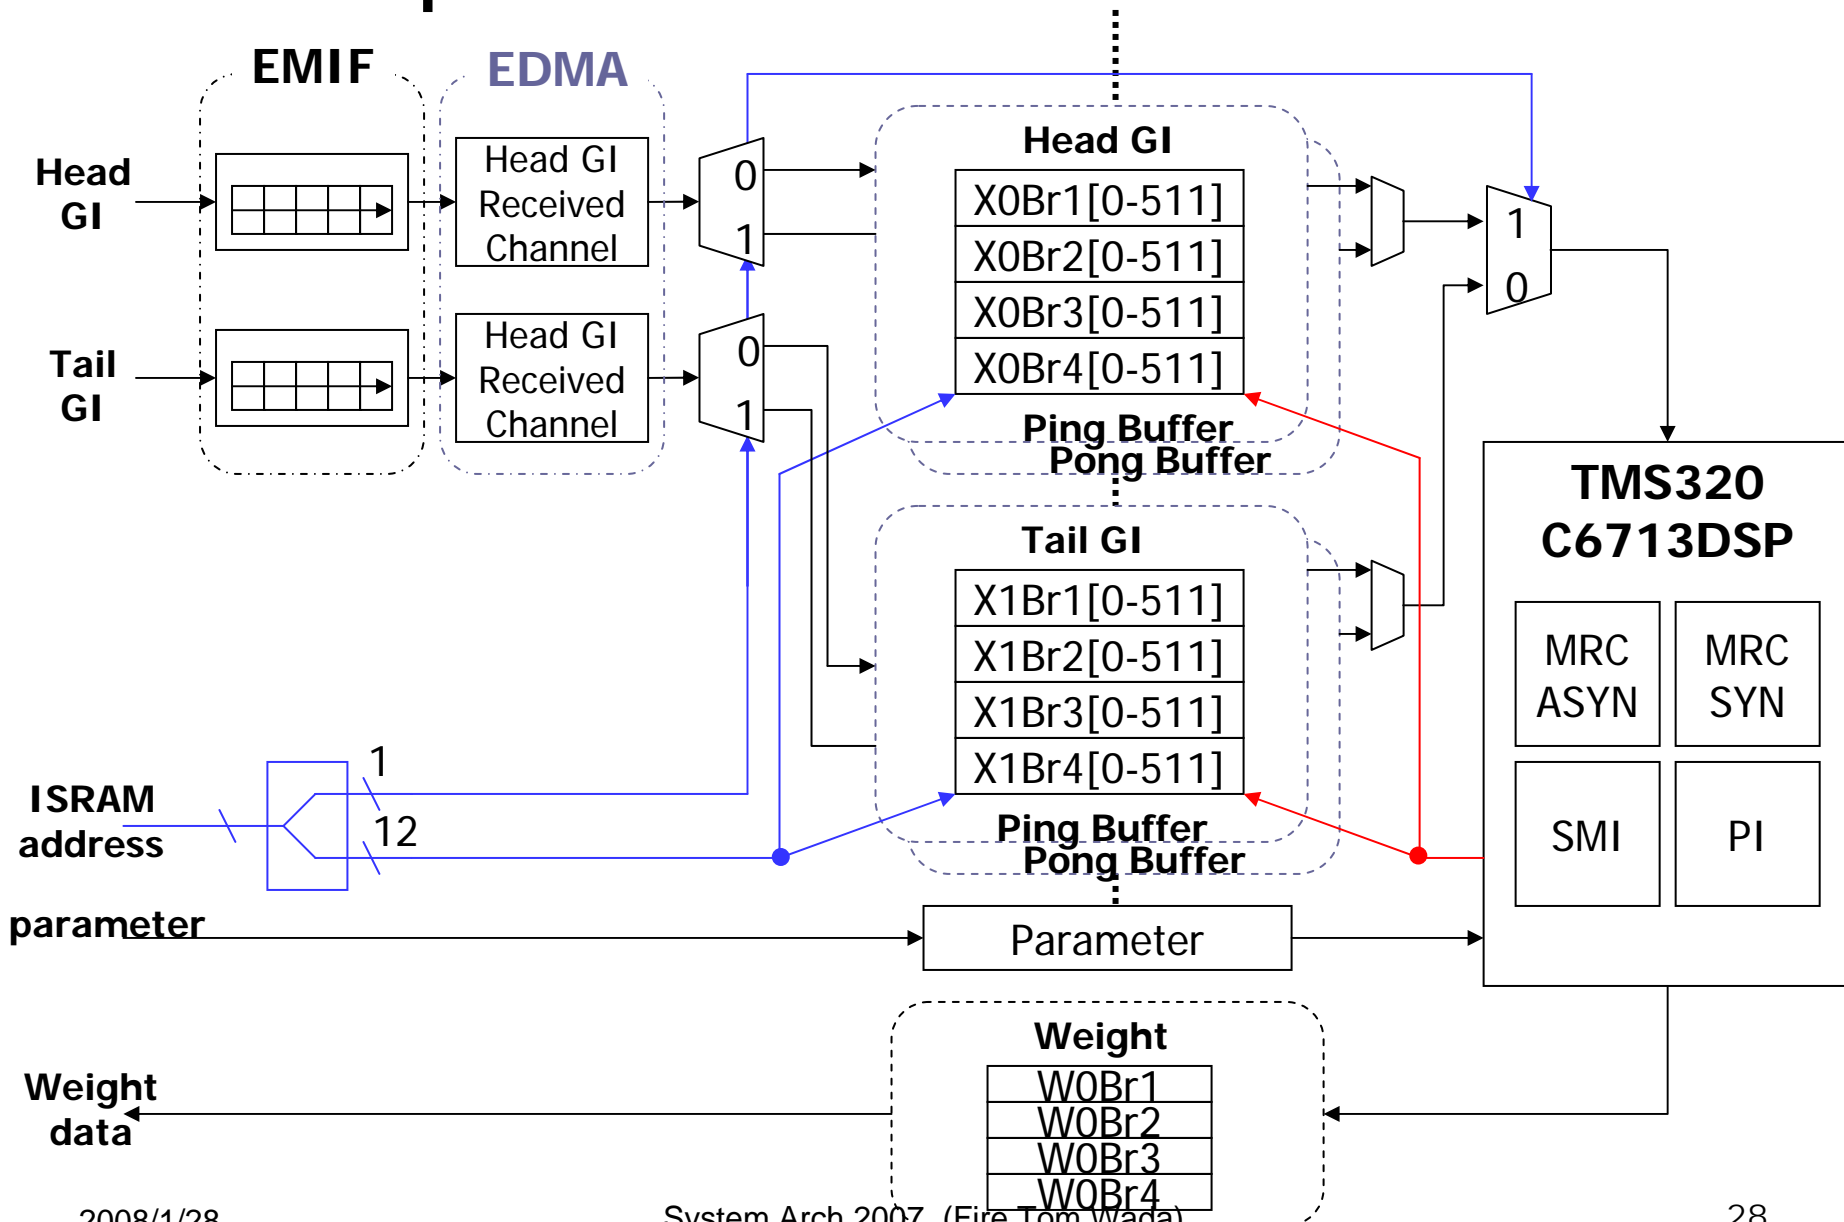 EMIF
EDMA
Head
GI
Head GI
Received
Channel
0
1
Head GI
X0Br1[0-511]
X0Br2[0-511]
X0Br3[0-511]
X0Br4[0-511]
Ping Buffer
Pong Buffer
1
0
Tail
GI
Head GI
Received
Channel
0
1
TMS320
C6713DSP
MRC
ASYN
MRC
SYN
SMI
PI
Tail GI
X1Br1[0-511]
X1Br2[0-511]
X1Br3[0-511]
X1Br4[0-511]
Ping Buffer
Pong Buffer
ISRAM
address
1
12
parameter
Parameter
Weight
W0Br1
W0Br2
W0Br3
W0Br4
Weight
data
2008/1/28
System Arch 2007 (Fire Tom Wada)
28